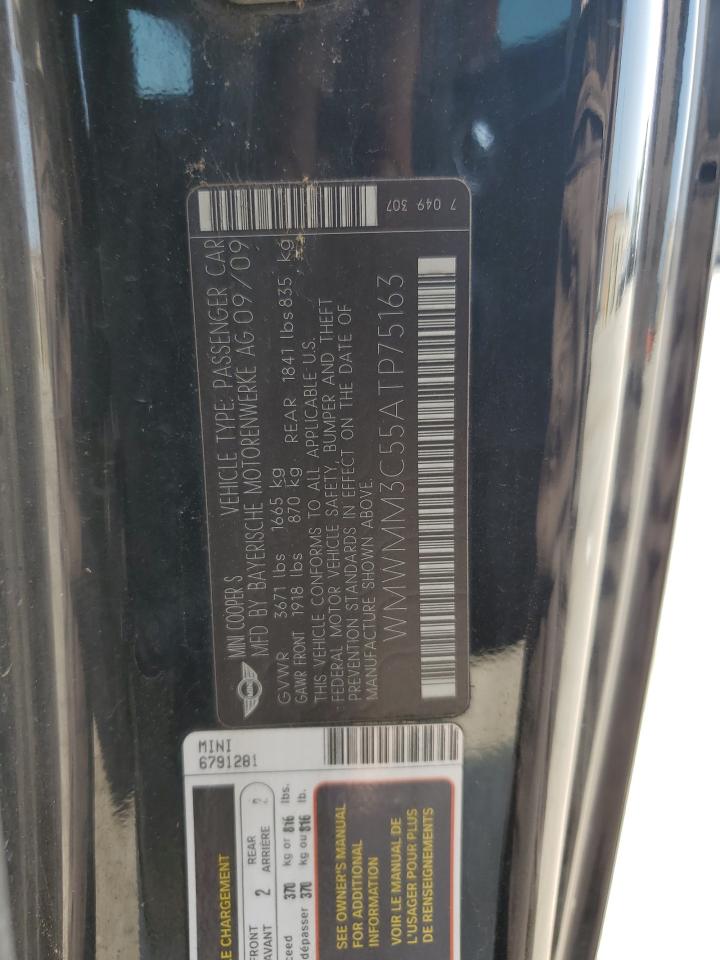 MINI COOPER S VEHICLE TYPE: PASSENGER CAR
MFD BY BAYERISCHE MOTORENWERKE AG 09/09
GVWR 3671 lbs 1665 kg
GAWR FRONT 1918 lbs 870 kg REAR 1841 lbs 835 kg
THIS VEHICLE CONFORMS TO ALL APPLICABLE U.S.
FEDERAL MOTOR VEHICLE SAFETY, BUMPER AND THEFT
PREVENTION STANDARDS IN EFFECT ON THE DATE OF
MANUFACTURE SHOWN ABOVE.
WMWMM3C55ATP75163
7 049 307
MINI
MINI
6791281
LE CHARGEMENT
FRONT 2 REAR 2
AVANT ARRIÈRE
ceed 370 kg or 816 lbs.
dépasser 370 kg ou 816 lb.
SEE OWNER'S MANUAL
FOR ADDITIONAL
INFORMATION
VOIR LE MANUAL DE
L'USAGER POUR PLUS
DE RENSEIGNEMENTS